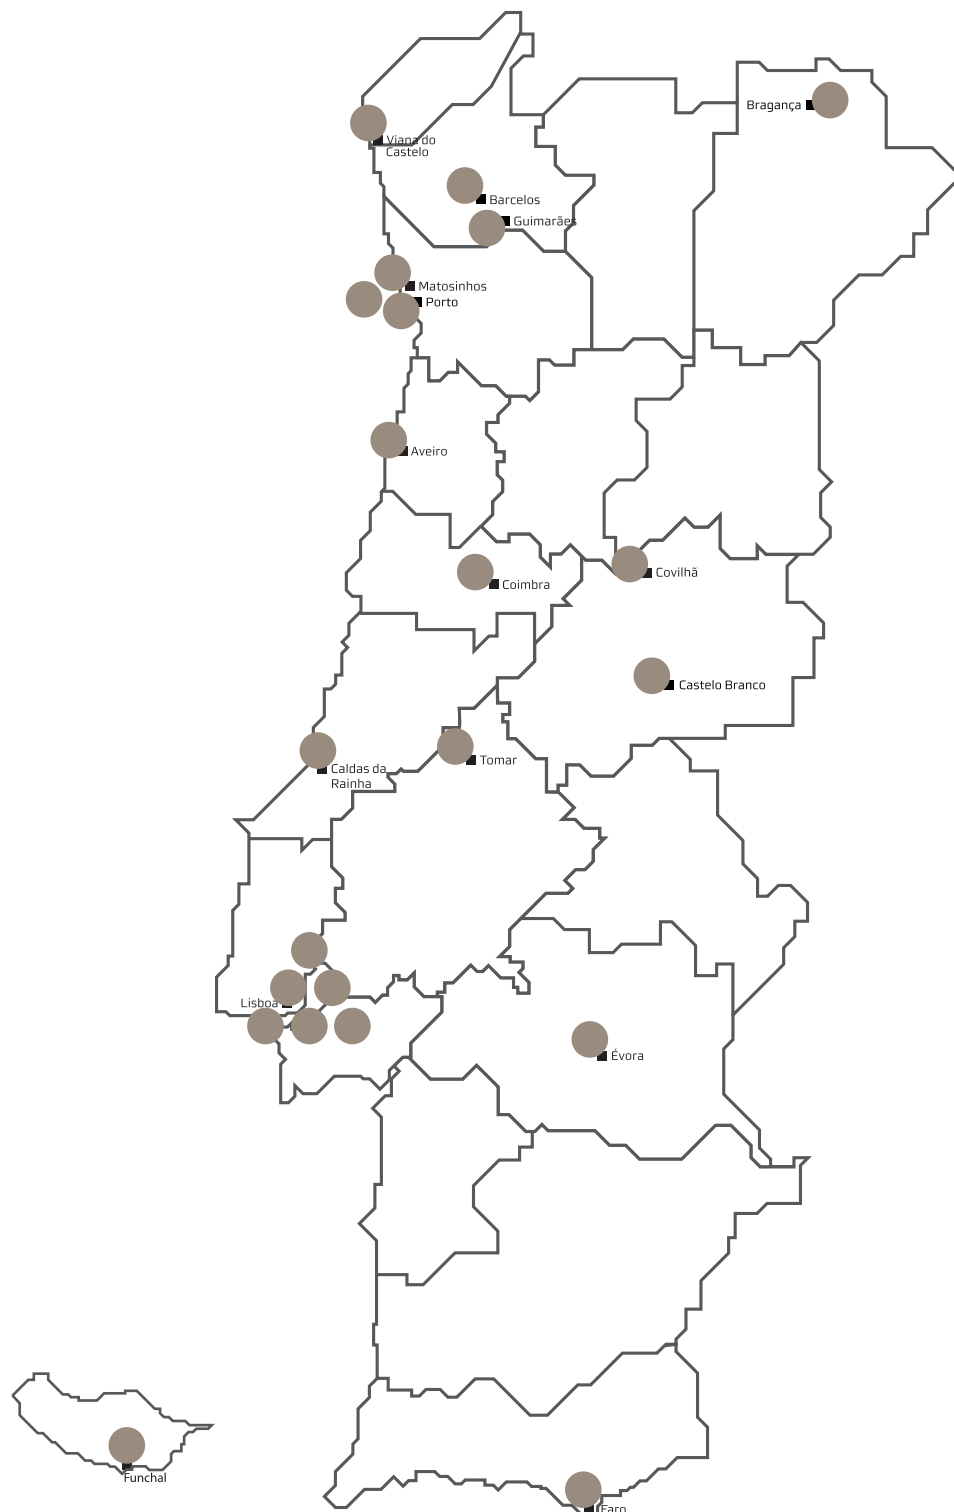 Bragança
Viana do
Castelo
Barcelos
Guimarães
Matosinhos
Porto
Aveiro
Coimbra
Covilhã
Castelo Branco
Tomar
Caldas da
Rainha
Lisboa
Évora
Funchal
Faro